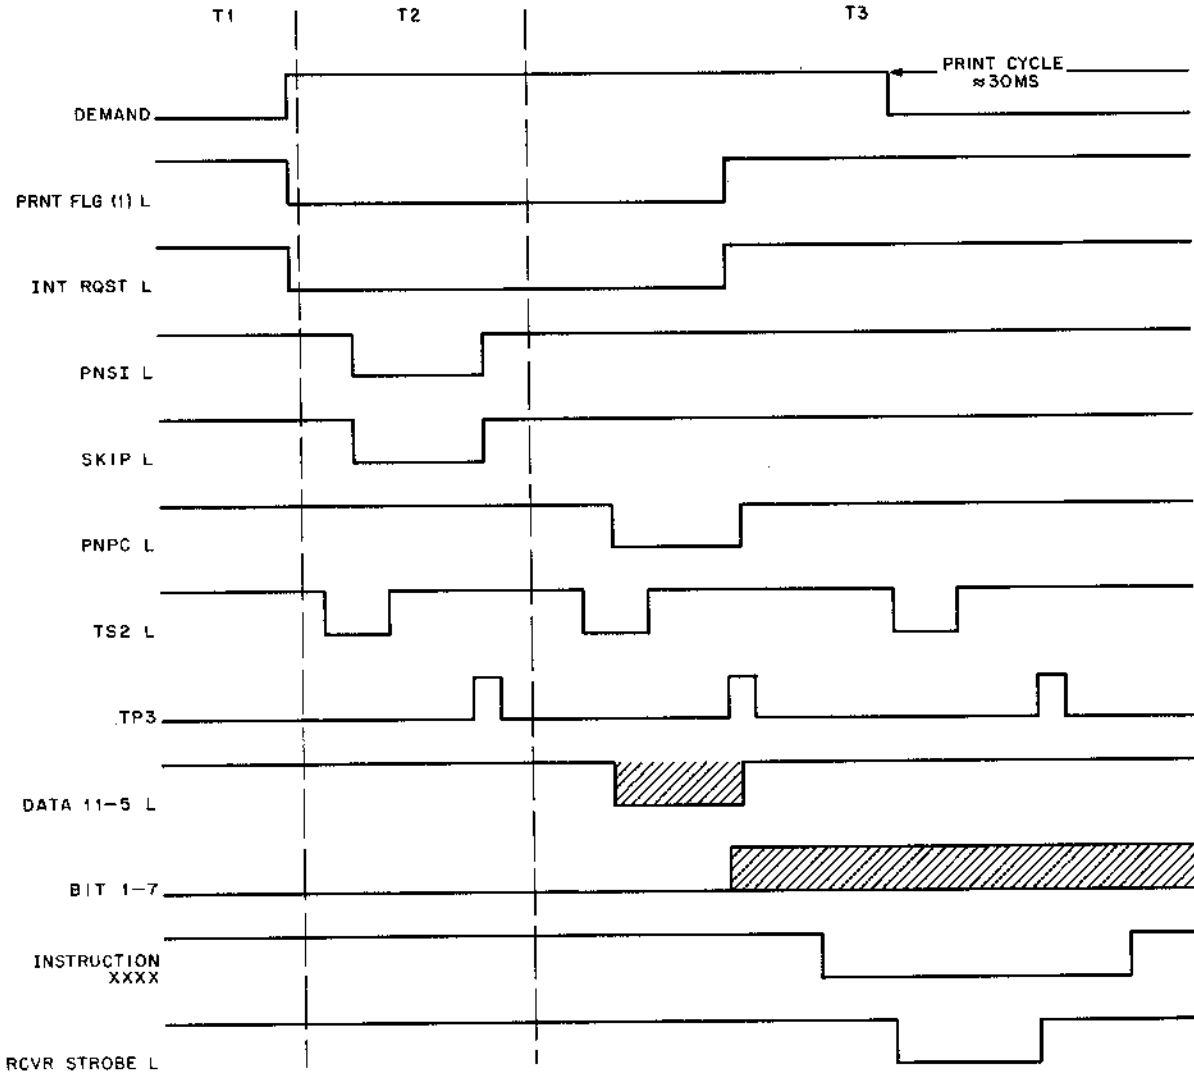 T1
T2
T3
PRINT CYCLE
≈30MS
DEMAND
PRNT FLG (1) L
INT RQST L
PNSI L
SKIP L
PNPC L
TS2 L
TP3
DATA 11-5 L
BIT 1-7
INSTRUCTION
XXXX
RCVR STROBE L